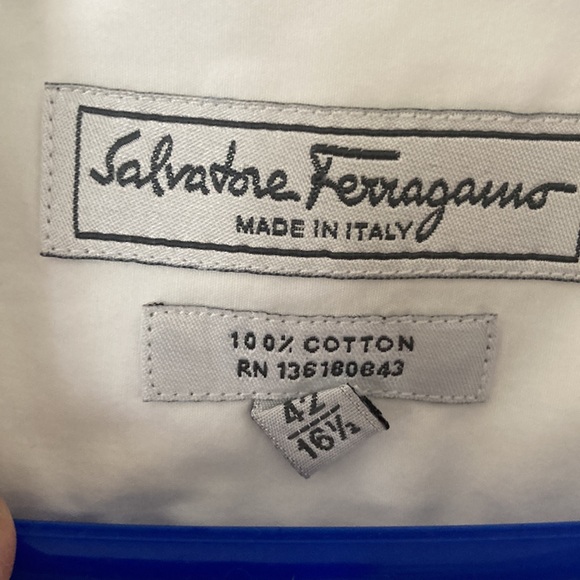 Salvatore Ferragamo
MADE IN ITALY
100% COTTON
RN 136180643
42
16½